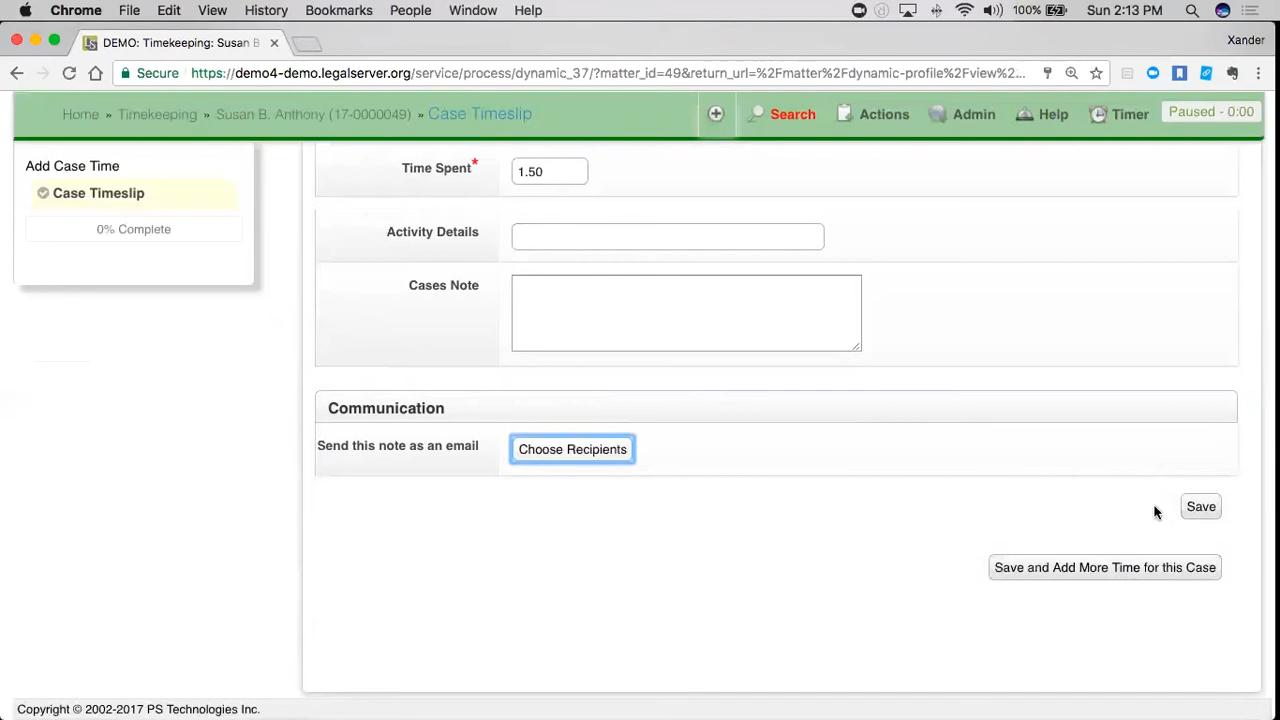 Chrome File Edit View History Bookmarks People Window Help 100% Sun 2:13 PM
DEMO: Timekeeping: Susan B Xander
Secure https://demo4-demo.legalserver.org/service/process/dynamic_37/?matter_id=49&return_url=%2Fmatter%2Fdynamic-profile%2Fview%2...
Home » Timekeeping » Susan B. Anthony (17-0000049) » Case Timeslip Search Actions Admin Help Timer Paused - 0:00
Add Case Time
Case Timeslip
0% Complete
Time Spent* 1.50
Activity Details
Cases Note
Communication
Send this note as an email Choose Recipients
Save
Save and Add More Time for this Case
Copyright © 2002-2017 PS Technologies Inc.